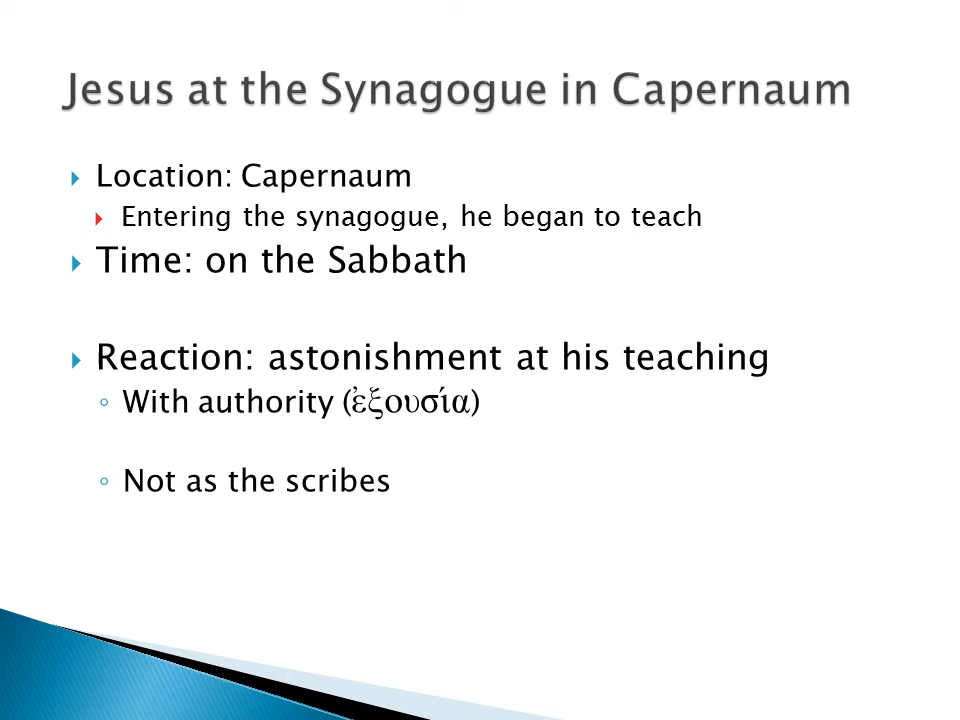 Jesus at the Synagogue in Capernaum
Location: Capernaum
Entering the synagogue, he began to teach
Time: on the Sabbath
Reaction: astonishment at his teaching
With authority (ἐξουσία)
Not as the scribes